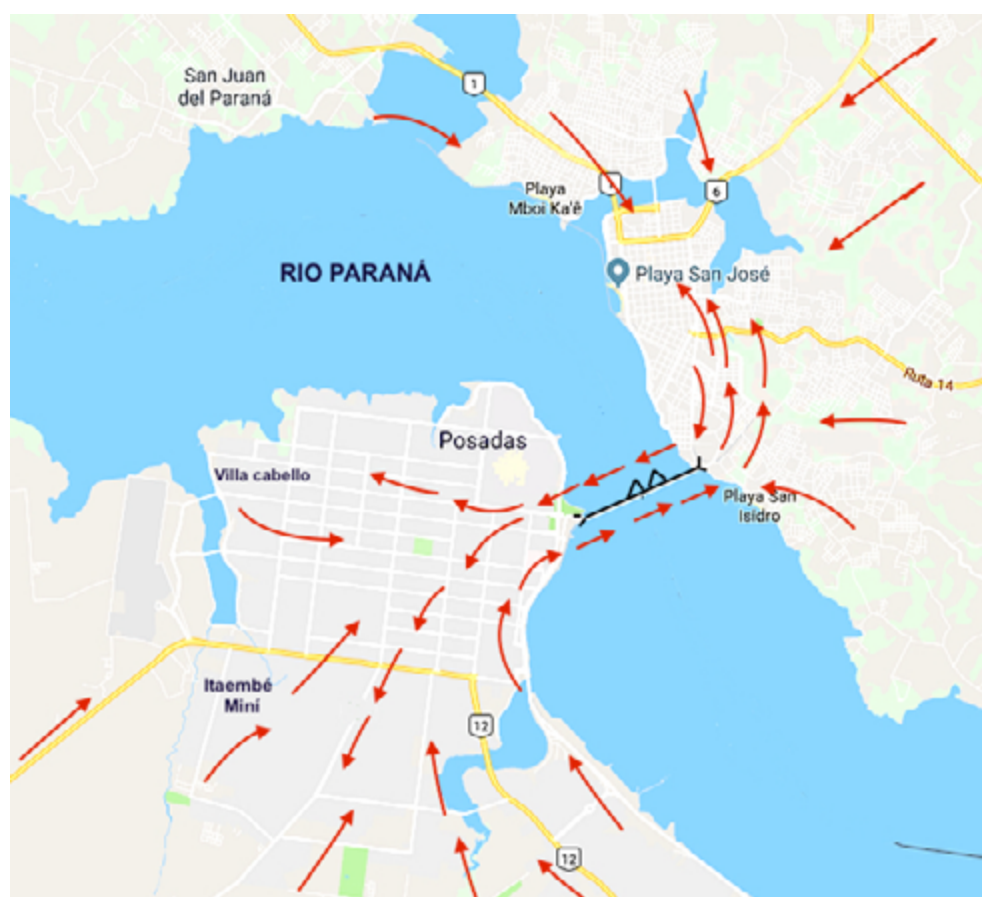 San Juan
del Paraná
1
Playa
Mboi Ka'ê
1
6
RIO PARANÁ
Playa San José
Ruta 14
Posadas
Villa cabello
Playa San
Isidro
Itaembé
Miní
12
12